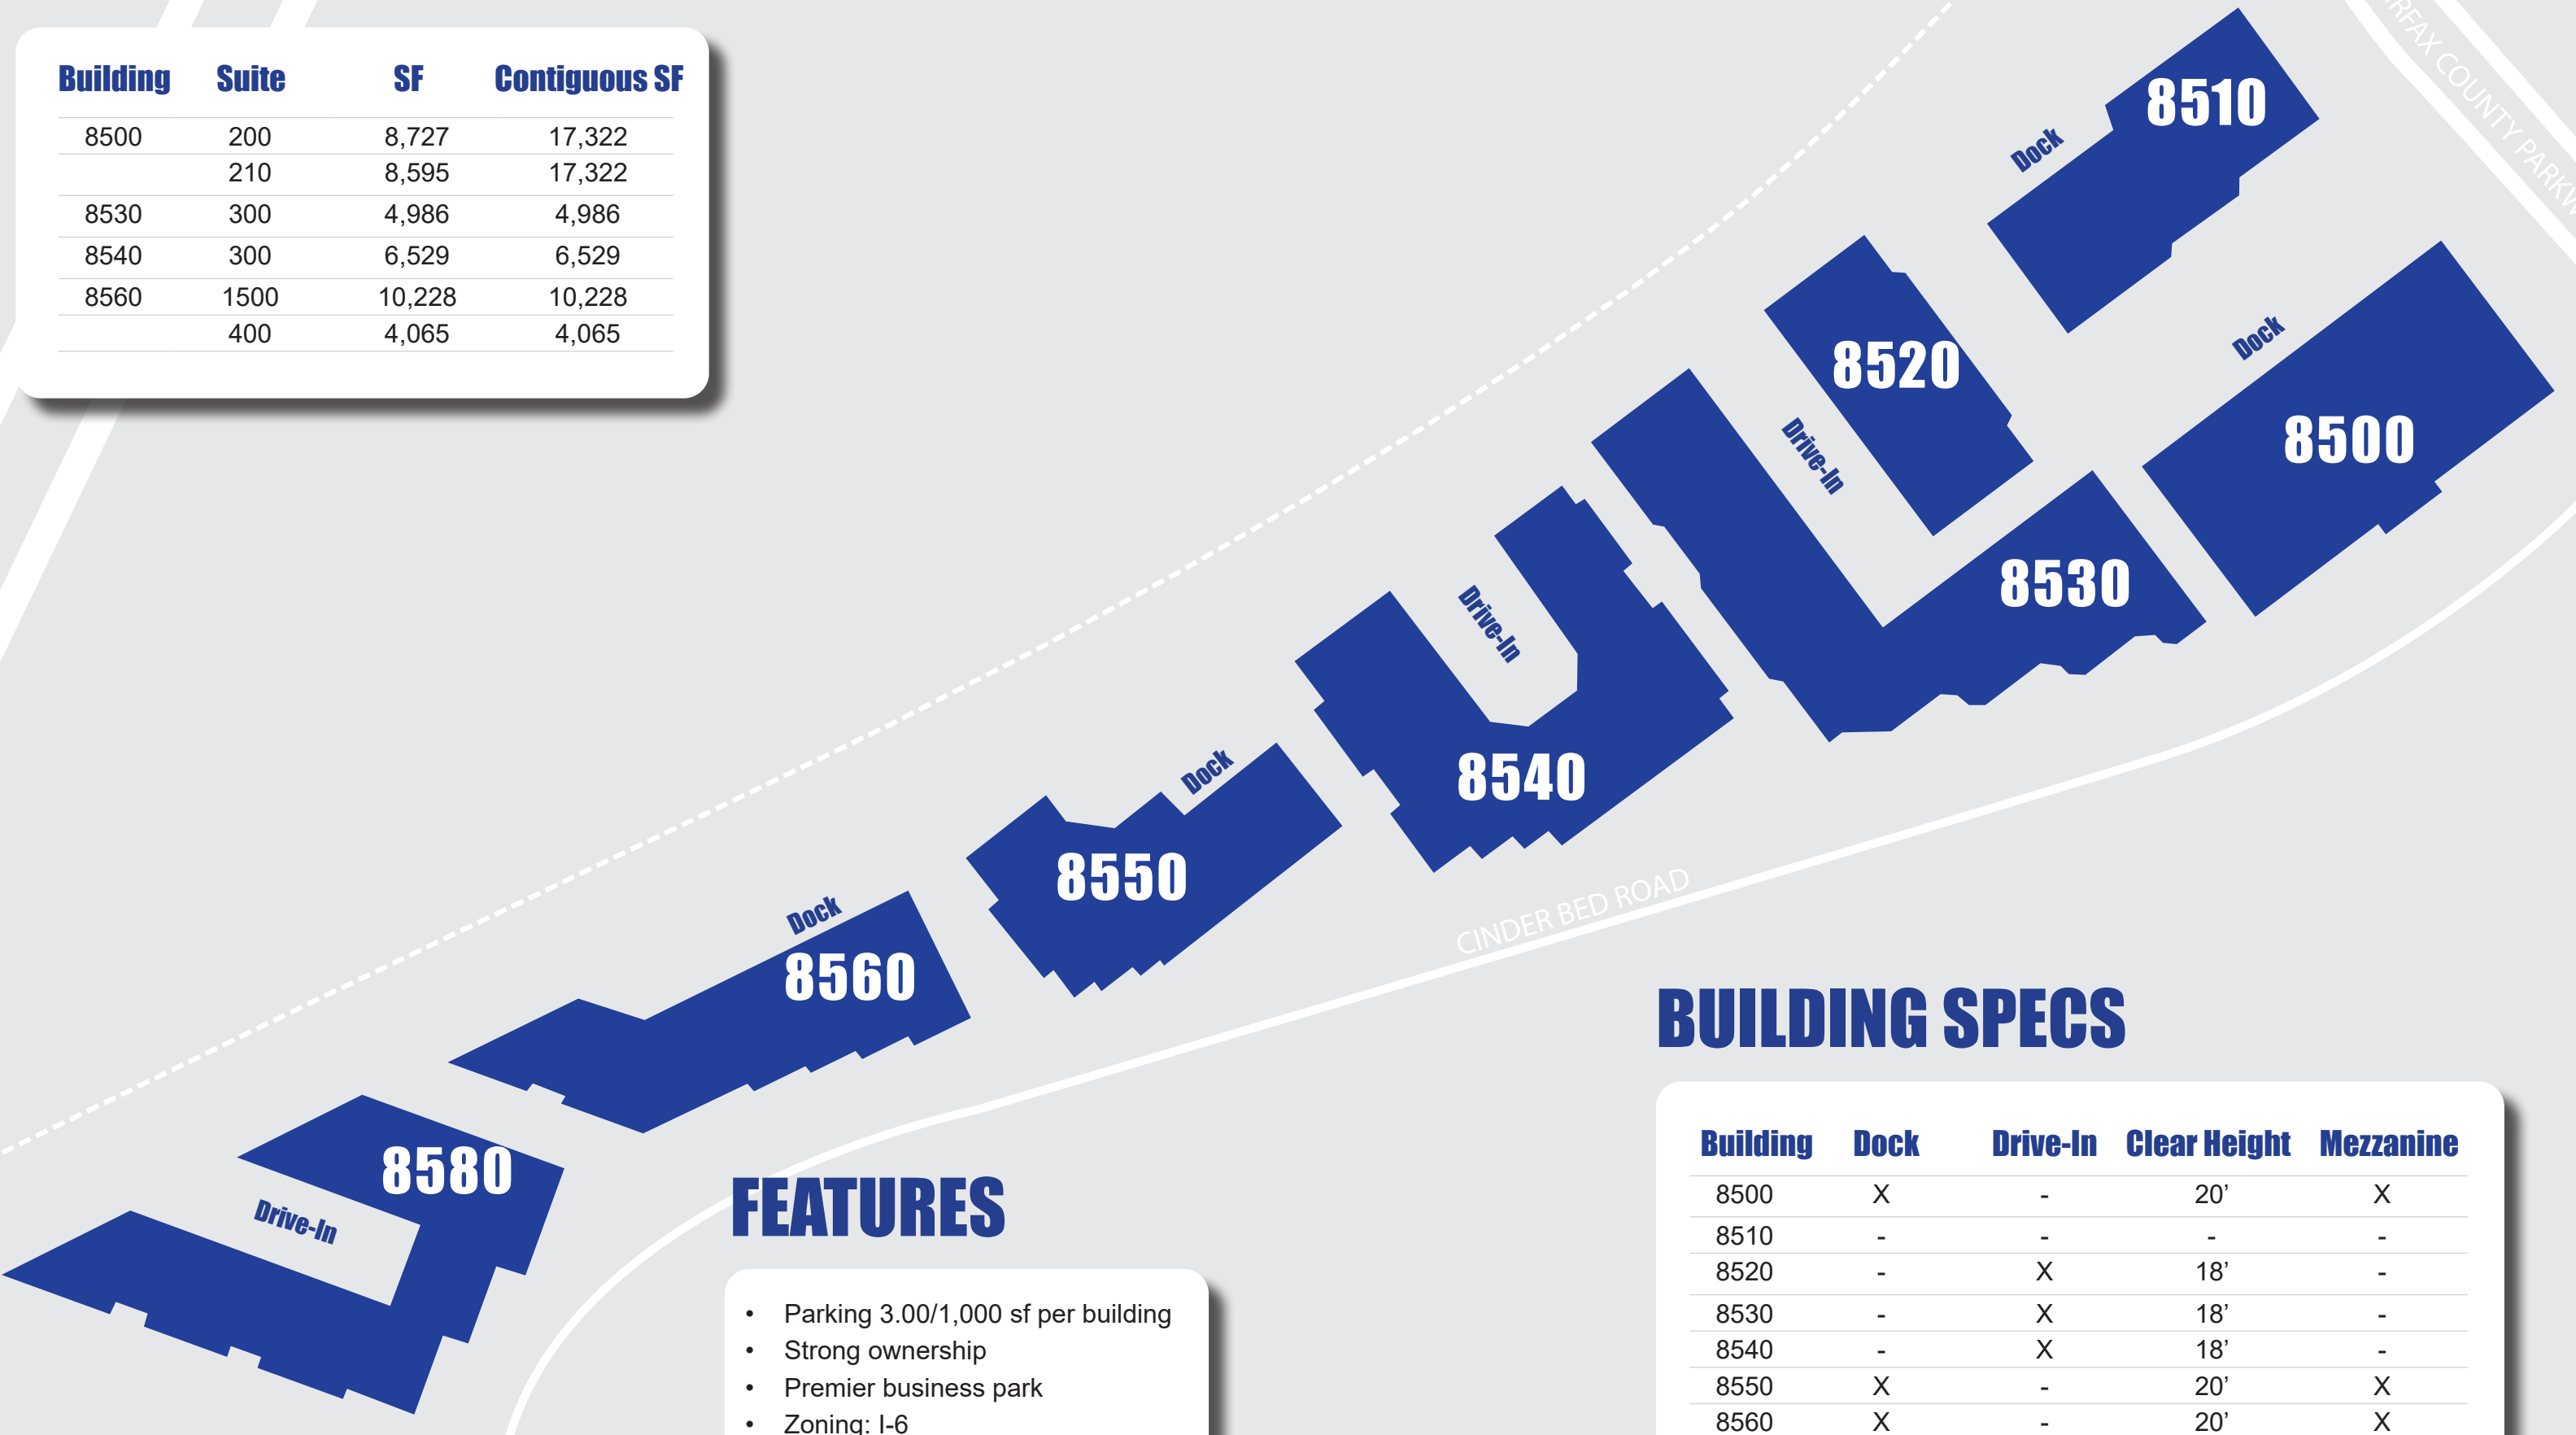 Building Suite SF Contiguous SF
8500 200 8,727 17,322
210 8,595 17,322
8530 300 4,986 4,986
8540 300 6,529 6,529
8560 1500 10,228 10,228
400 4,065 4,065
FAIRFAX COUNTY PARKW
8510
Dock
8520
Dock
8500
Drive-In
8530
Drive-In
8540
Dock
8550
Dock
8560
CINDER BED ROAD
8580
Drive-In
FEATURES
• Parking 3.00/1,000 sf per building
• Strong ownership
• Premier business park
• Zoning: I-6
BUILDING SPECS
Building Dock Drive-In Clear Height Mezzanine
8500 X - 20’ X
8510 - - - -
8520 - X 18’ -
8530 - X 18’ -
8540 - X 18’ -
8550 X - 20’ X
8560 X - 20’ X